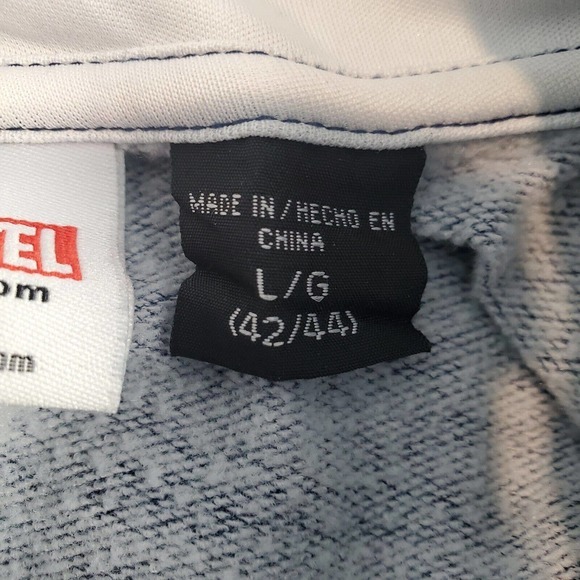 VEL
om
om
MADE IN/HECHO EN
CHINA
L/G
(42/44)